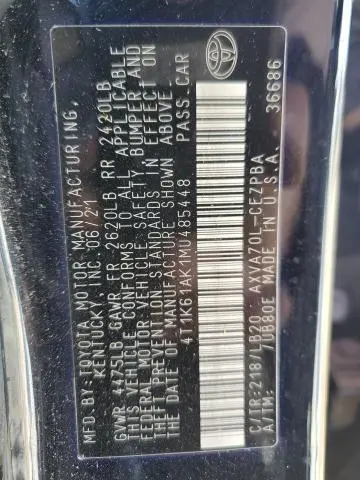 MFD.BY:TOYOTA MOTOR MANUFACTURING,
KENTUCKY, INC. 06/21
GVWR 4475LB GAWR FR 2620LB RR 2420LB
THIS VEHICLE CONFORMS TO ALL APPLICABLE
FEDERAL MOTOR VEHICLE SAFETY, BUMPER AND
THEFT PREVENTION STANDARDS IN EFFECT ON
THE DATE OF MANUFACTURE SHOWN ABOVE.
4T1K61AK1MU485448 PASS.CAR
C/TR:218/LB20 AXVA70L-CEZPBA
A/TM: /UB80E MADE IN U.S.A. 36686